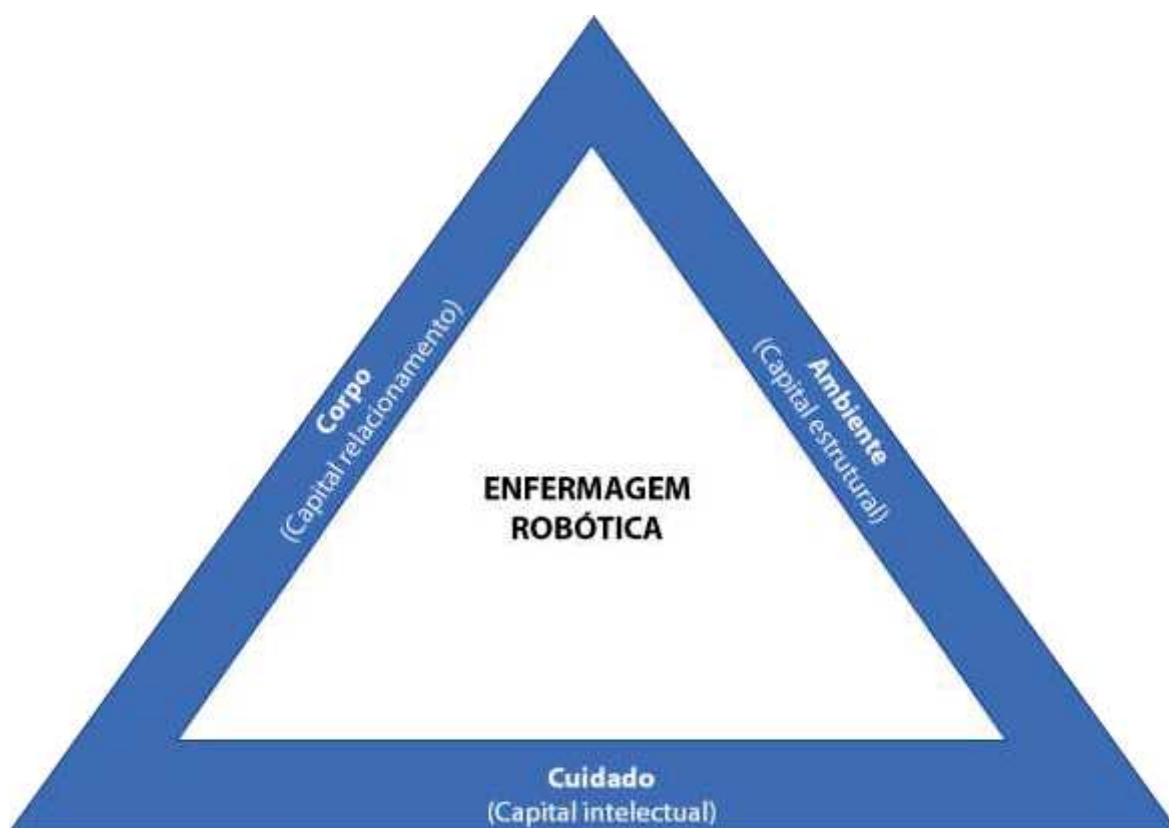 Corpo
(Capital relacionamento)
Ambiente
(Capital estrutural)
ENFERMAGEM
ROBÓTICA
Cuidado
(Capital intelectual)